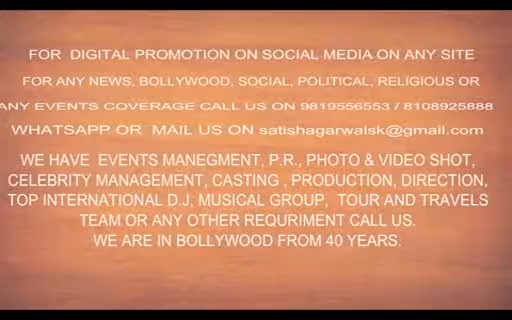 FOR DIGITAL PROMOTION ON SOCIAL MEDIA ON ANY SITE
FOR ANY NEWS, BOLLYWOOD, SOCIAL, POLITICAL, RELIGIOUS OR
ANY EVENTS COVERAGE CALL US ON 9819556553 / 8108925888
WHATSAPP OR MAIL US ON satishagarwalsk@gmail.com
WE HAVE EVENTS MANEGMENT, P.R., PHOTO & VIDEO SHOT,
CELEBRITY MANAGEMENT, CASTING , PRODUCTION, DIRECTION,
TOP INTERNATIONAL D.J, MUSICAL GROUP, TOUR AND TRAVELS
TEAM OR ANY OTHER REQURIMENT CALL US.
WE ARE IN BOLLYWOOD FROM 40 YEARS.